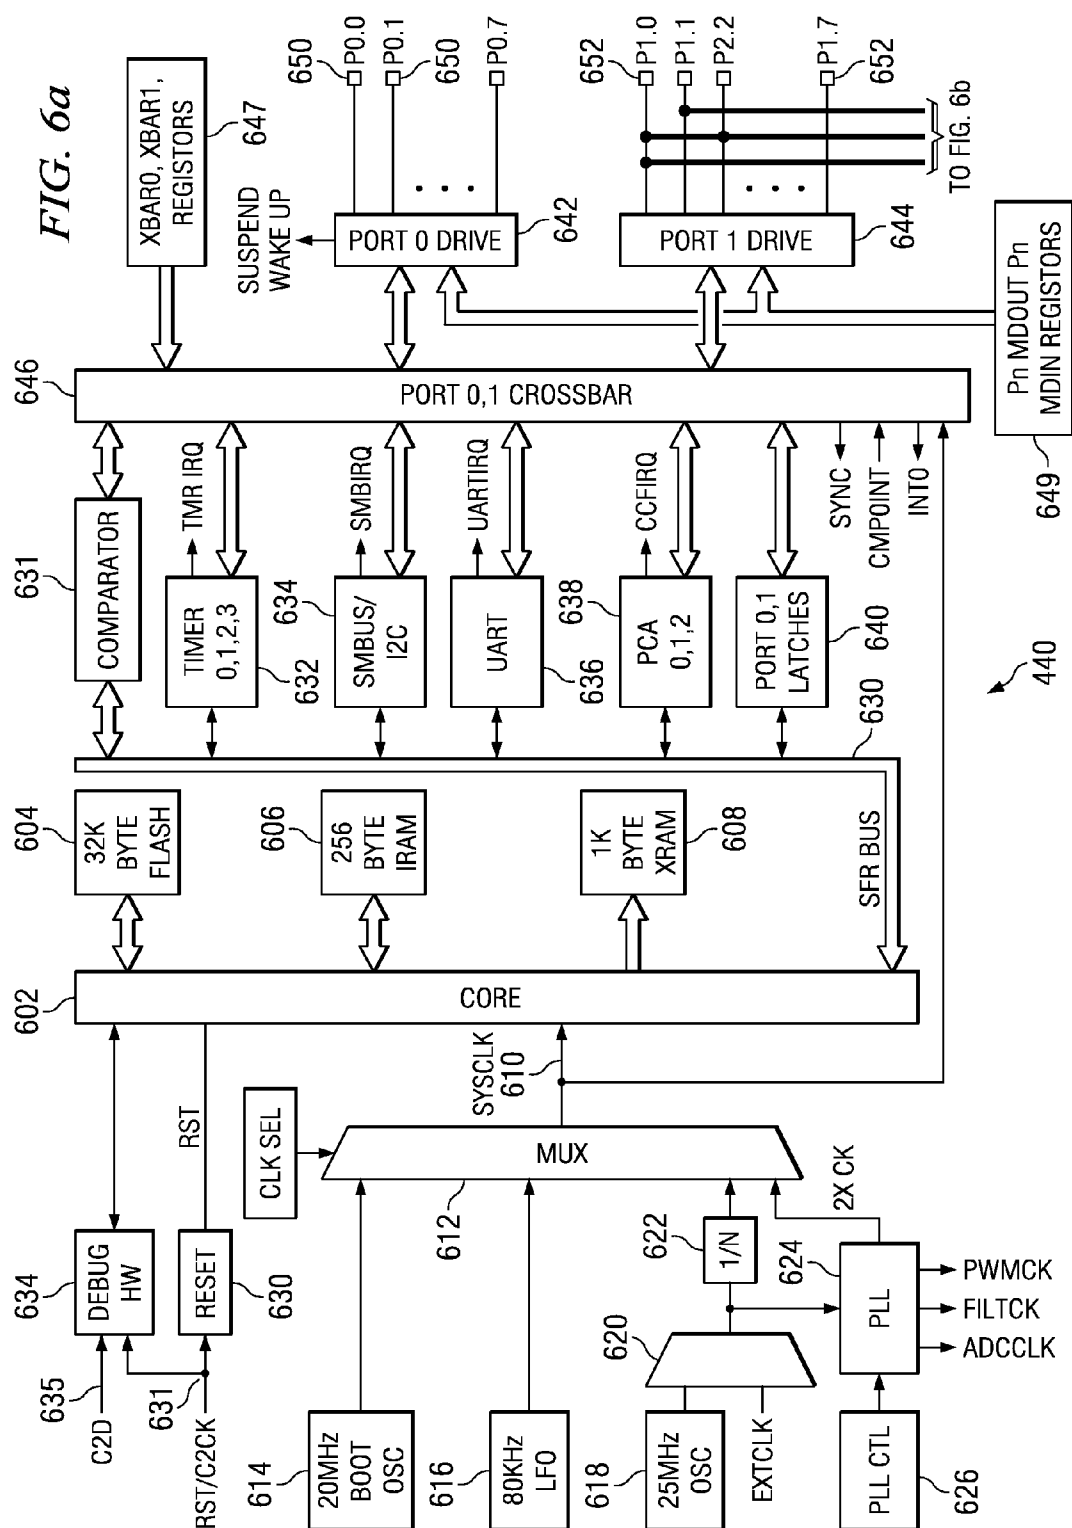 FIG. 6a
635
C2D
634
DEBUG
HW
631
RST/C2CK
RESET
630
RST
614
20MHz
BOOT
OSC
616
80KHz
LFO
618
25MHz
OSC
EXTCLK
620
622
1/N
626
PLL CTL
624
PLL
PWMCK
FILTCK
ADCCLK
2X CK
CLK SEL
612
MUX
SYSCLK
610
602
CORE
604
32K
BYTE
FLASH
606
256
BYTE
IRAM
608
1K
BYTE
XRAM
SFR BUS
630
631
COMPARATOR
TIMER
0,1,2,3
632
TMR IRQ
634
SMBUS/
I2C
SMBIRQ
UART
636
UARTIRQ
638
PCA
0,1,2
CCFIRQ
PORT 0,1
LATCHES
640
440
646
PORT 0,1 CROSSBAR
SYNC
CMPOINT
INT0
XBAR0, XBAR1,
REGISTORS
647
SUSPEND
WAKE UP
PORT 0 DRIVE
642
PORT 1 DRIVE
644
Pn MDOUT Pn
MDIN REGISTORS
649
650
P0.0
P0.1
650
P0.7
652
P1.0
P1.1
P2.2
P1.7
652
TO FIG. 6b